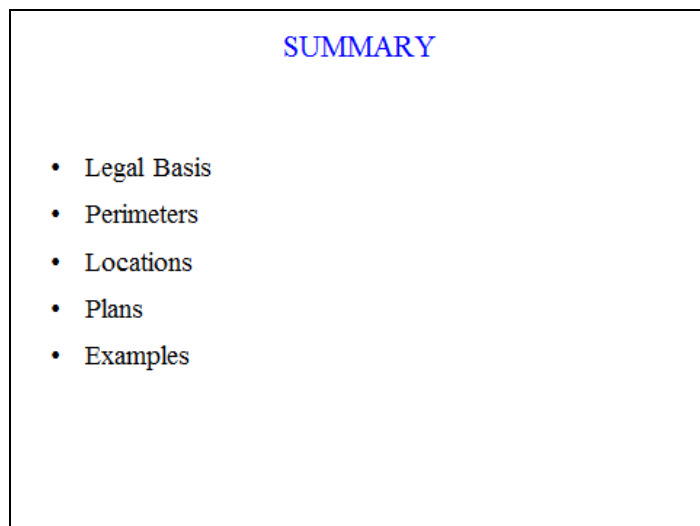 SUMMARY
• Legal Basis
• Perimeters
• Locations
• Plans
• Examples